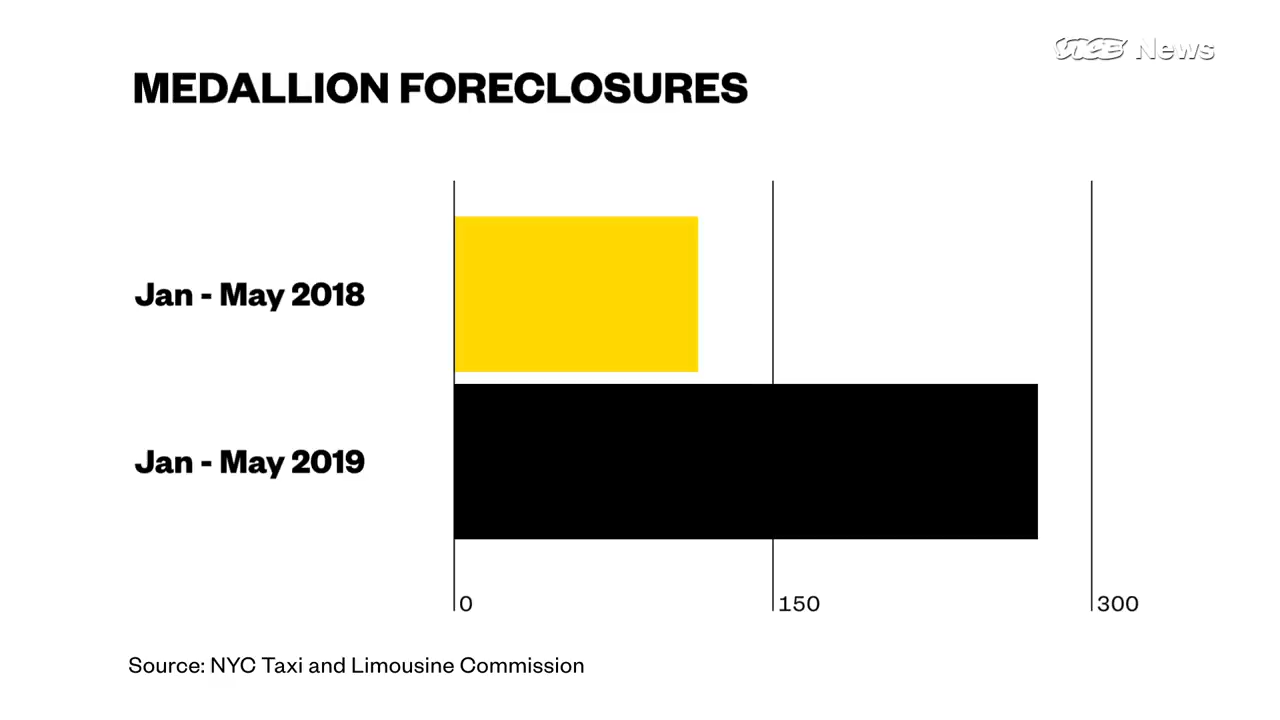 VICE News
MEDALLION FORECLOSURES
Jan - May 2018
Jan - May 2019
0
150
300
Source: NYC Taxi and Limousine Commission